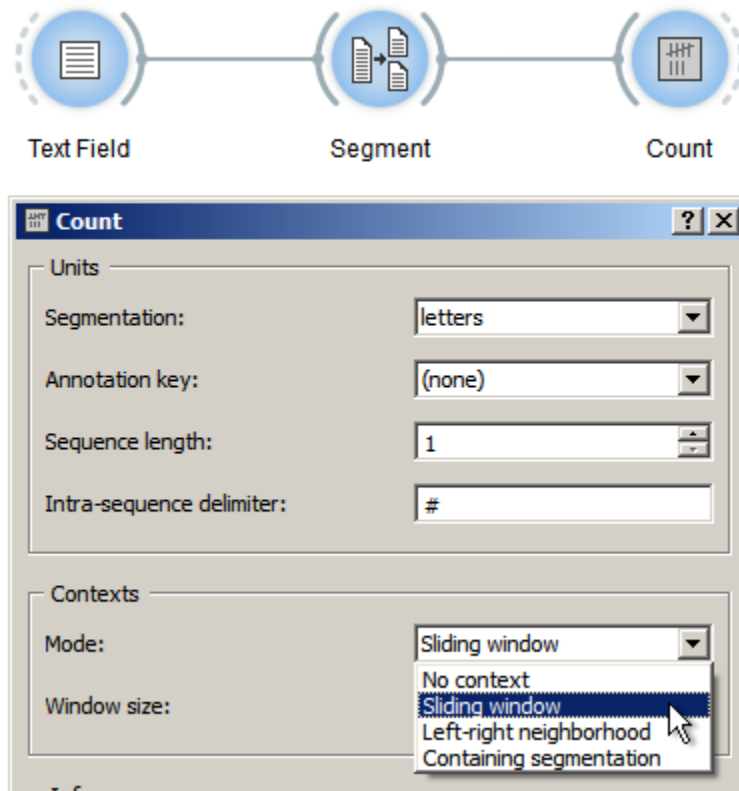 Text Field Segment Count
Count
Units
Segmentation: letters
Annotation key: (none)
Sequence length: 1
Intra-sequence delimiter: #
Contexts
Mode: Sliding window
No context
Window size: Sliding window
Left-right neighborhood
Containing segmentation